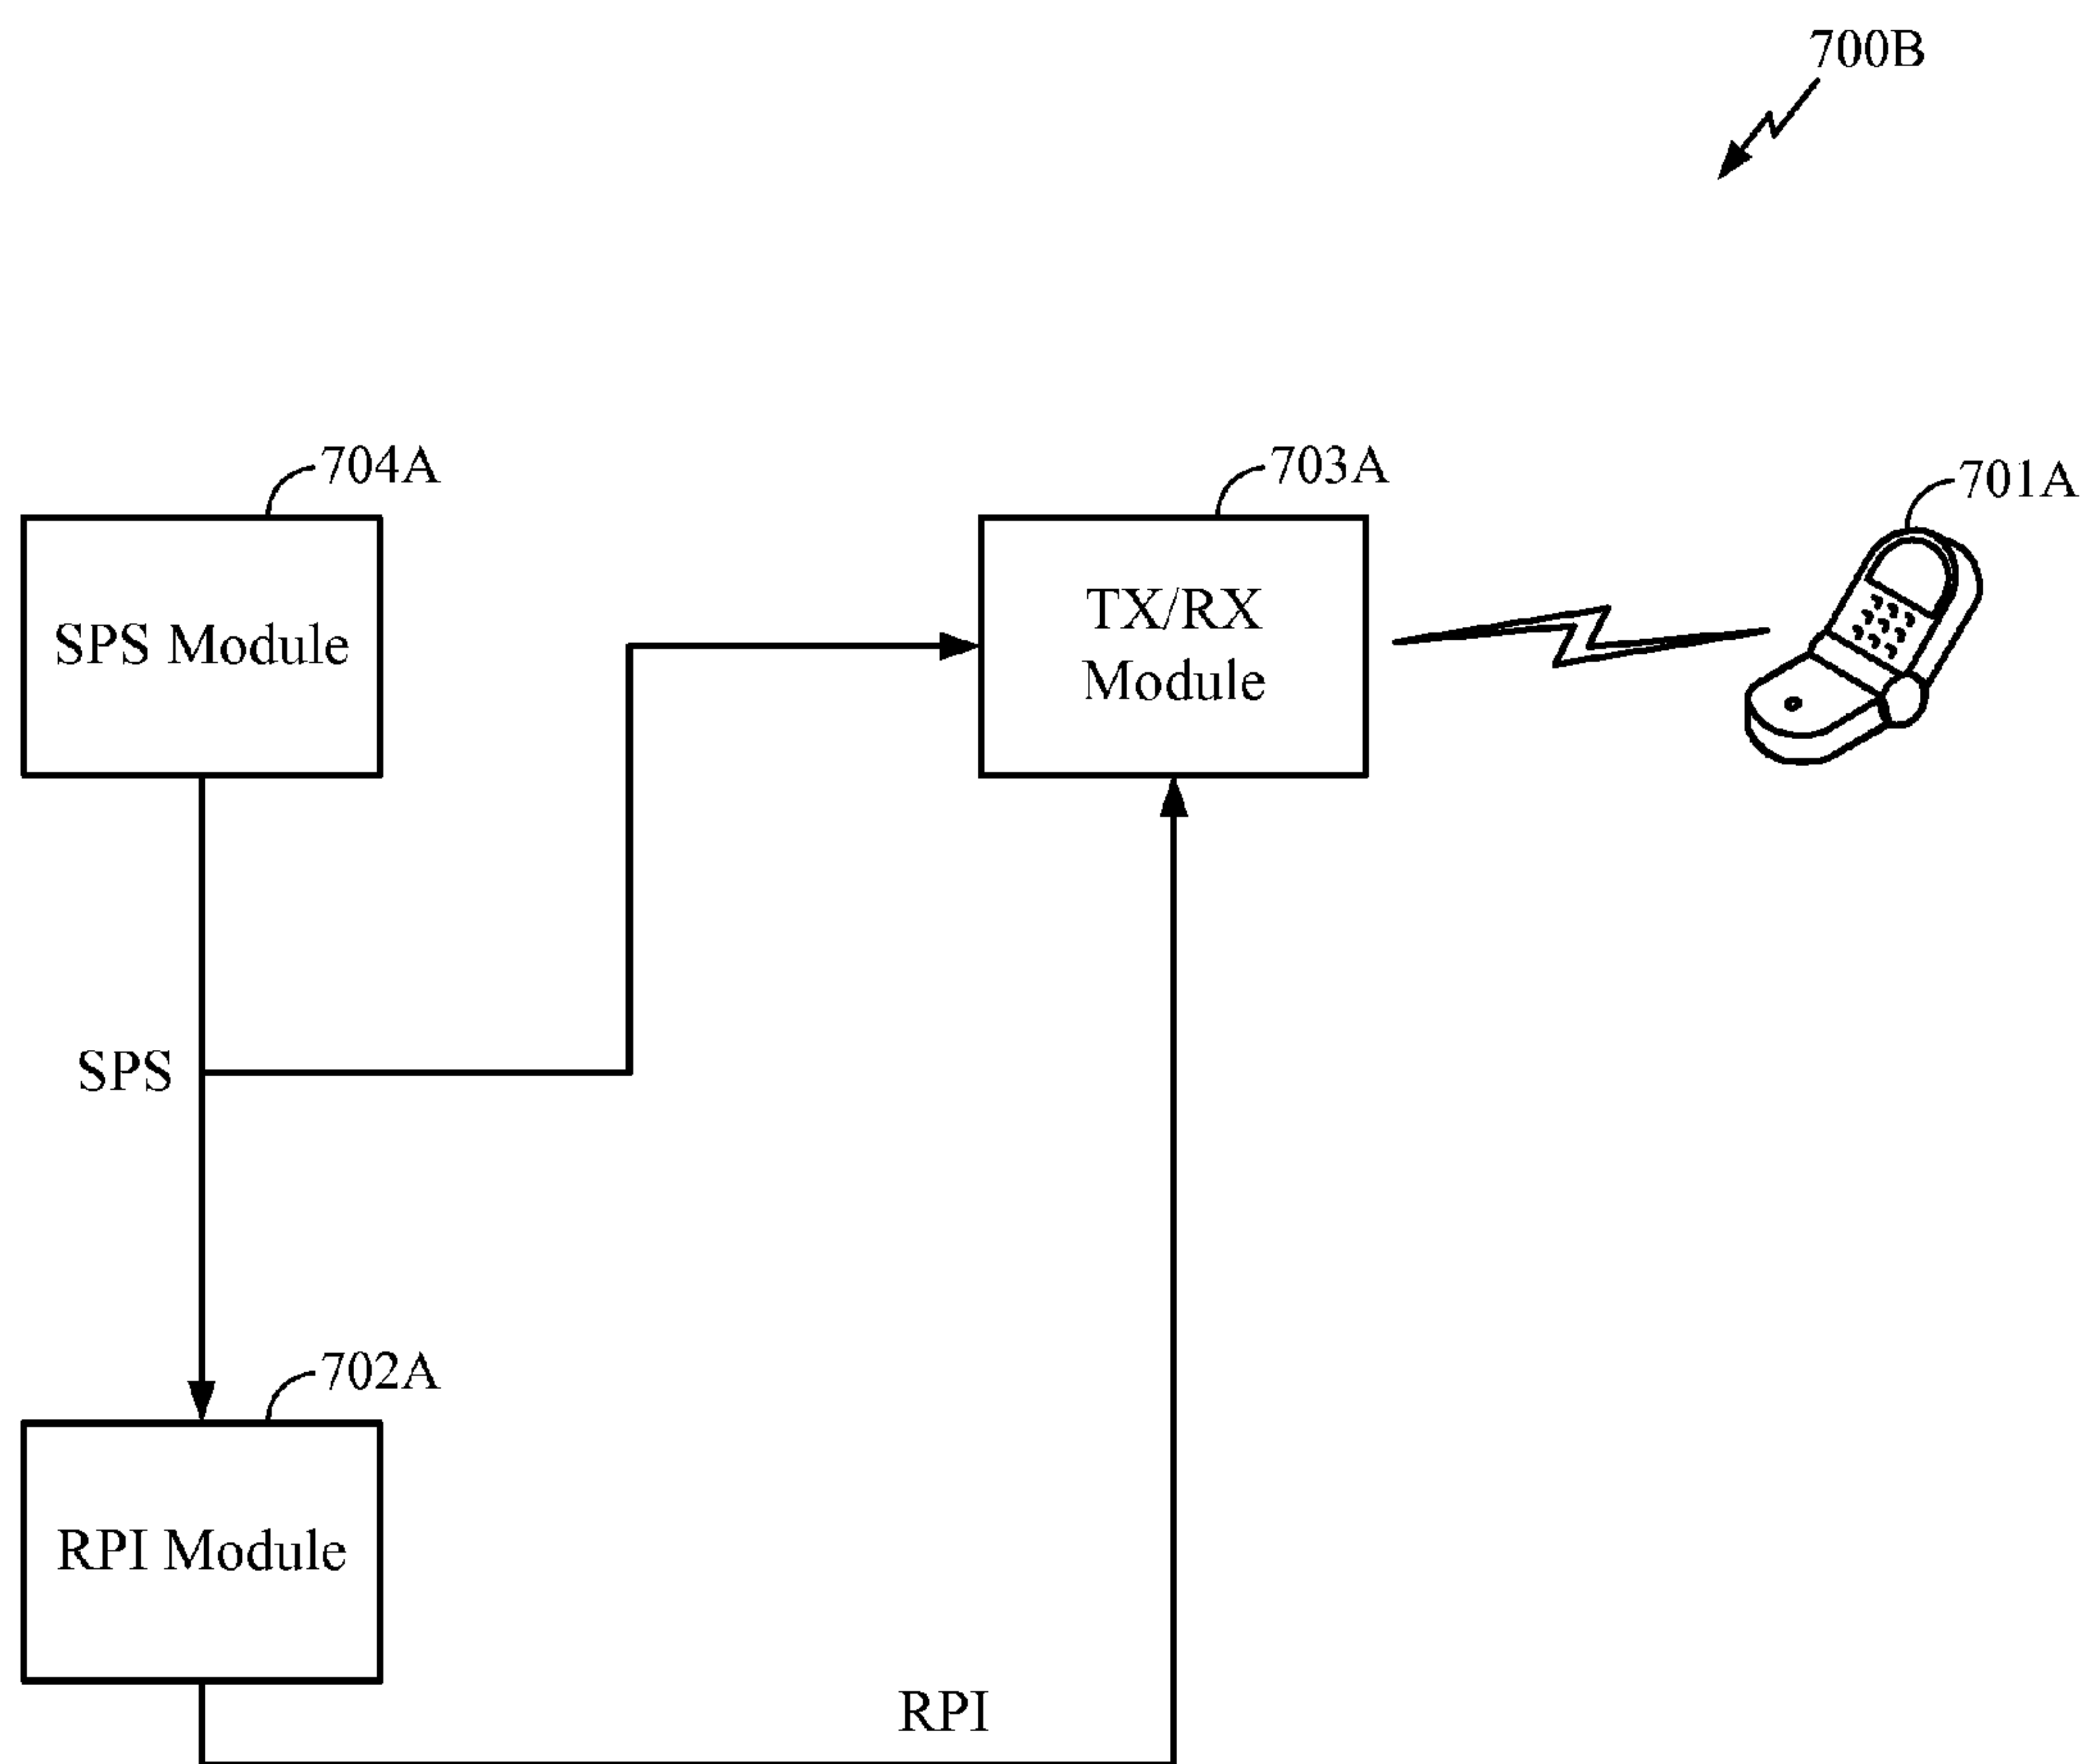 700B
704A
703A
701A
SPS Module
TX/RX
Module
SPS
702A
RPI Module
RPI